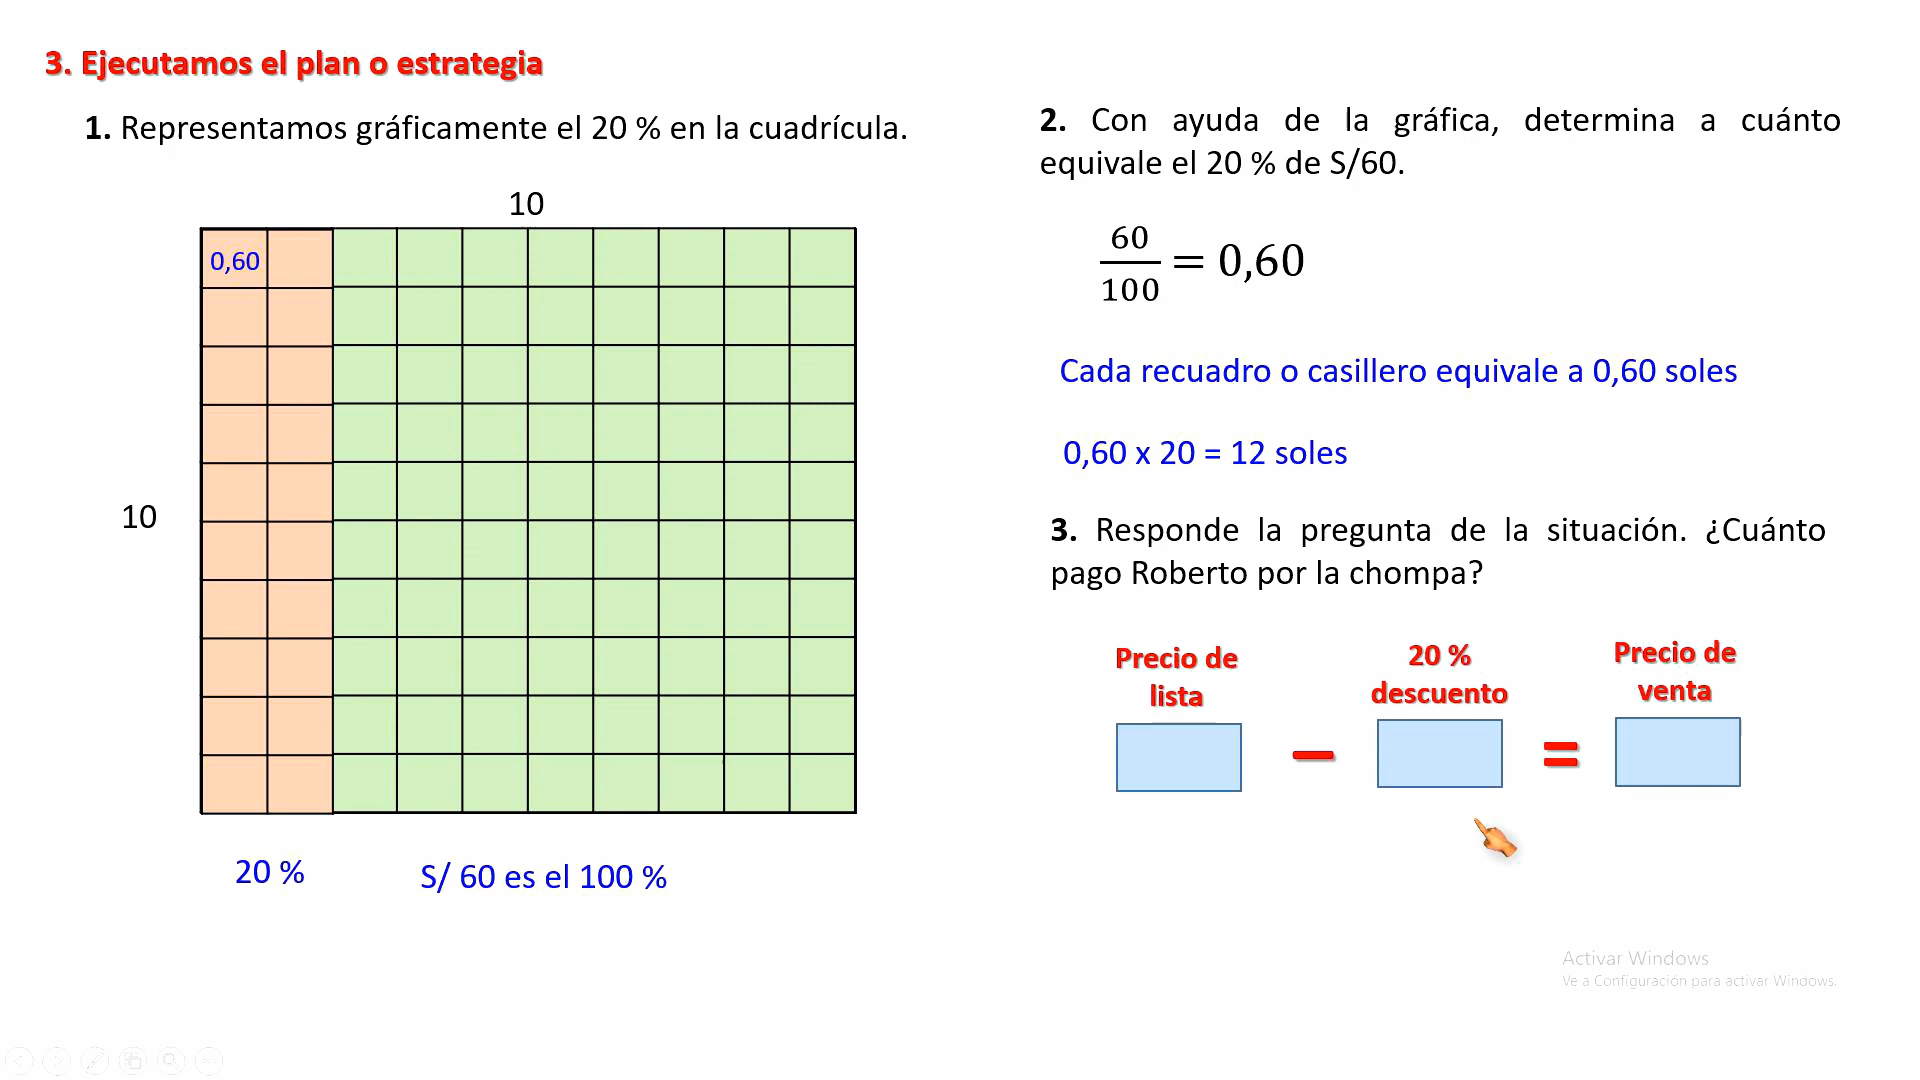 3. Ejecutamos el plan o estrategia
1. Representamos gráficamente el 20 % en la cuadrícula.
10
0,60
10
20 %
S/ 60 es el 100 %
2. Con ayuda de la gráfica, determina a cuánto
equivale el 20 % de S/60.
60
100
= 0,60
Cada recuadro o casillero equivale a 0,60 soles
0,60 x 20 = 12 soles
3. Responde la pregunta de la situación. ¿Cuánto
pago Roberto por la chompa?
Precio de
lista
–
20 %
descuento
=
Precio de
venta
Activar Windows
Ve a Configuración para activar Windows.